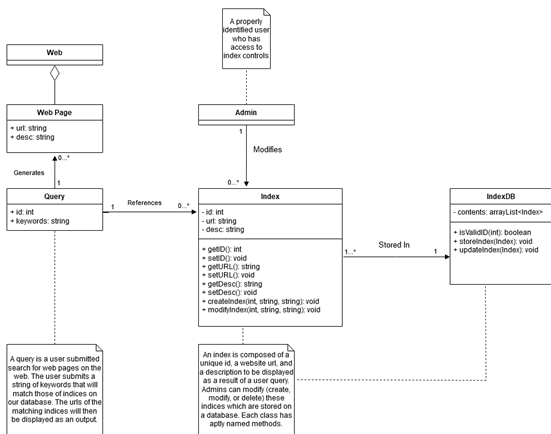 A properly
identified user
who has
access to
index controls
Web
Web Page
+ url: string
+ desc: string
Admin
1
Modifies
0...*
0...*
Generates
1
Query
+ id: int
+ keywords: string
1
References
0...*
Index
- id: int
- url: string
- desc: string
+ getID(): int
+ setID(): void
+ getURL(): string
+ setURL(): void
+ getDesc(): string
+ setDesc(): void
+ createIndex(int, string, string): void
+ modifyIndex(int, string, string): void
1...*
Stored In
1
IndexDB
- contents: arrayList<Index>
+ isValidID(int): boolean
+ storeIndex(Index): void
+ updateIndex(Index): void
A query is a user submitted
search for web pages on the
web. The user submits a
string of keywords that will
match those of indices on
our database. The urls of the
matching indices will then
be displayed as an output.
An index is composed of a
unique id, a website url, and
a description to be displayed
as a result of a user query.
Admins can modify (create,
modify, or delete) these
indices which are stored on
a database. Each class has
aptly named methods.